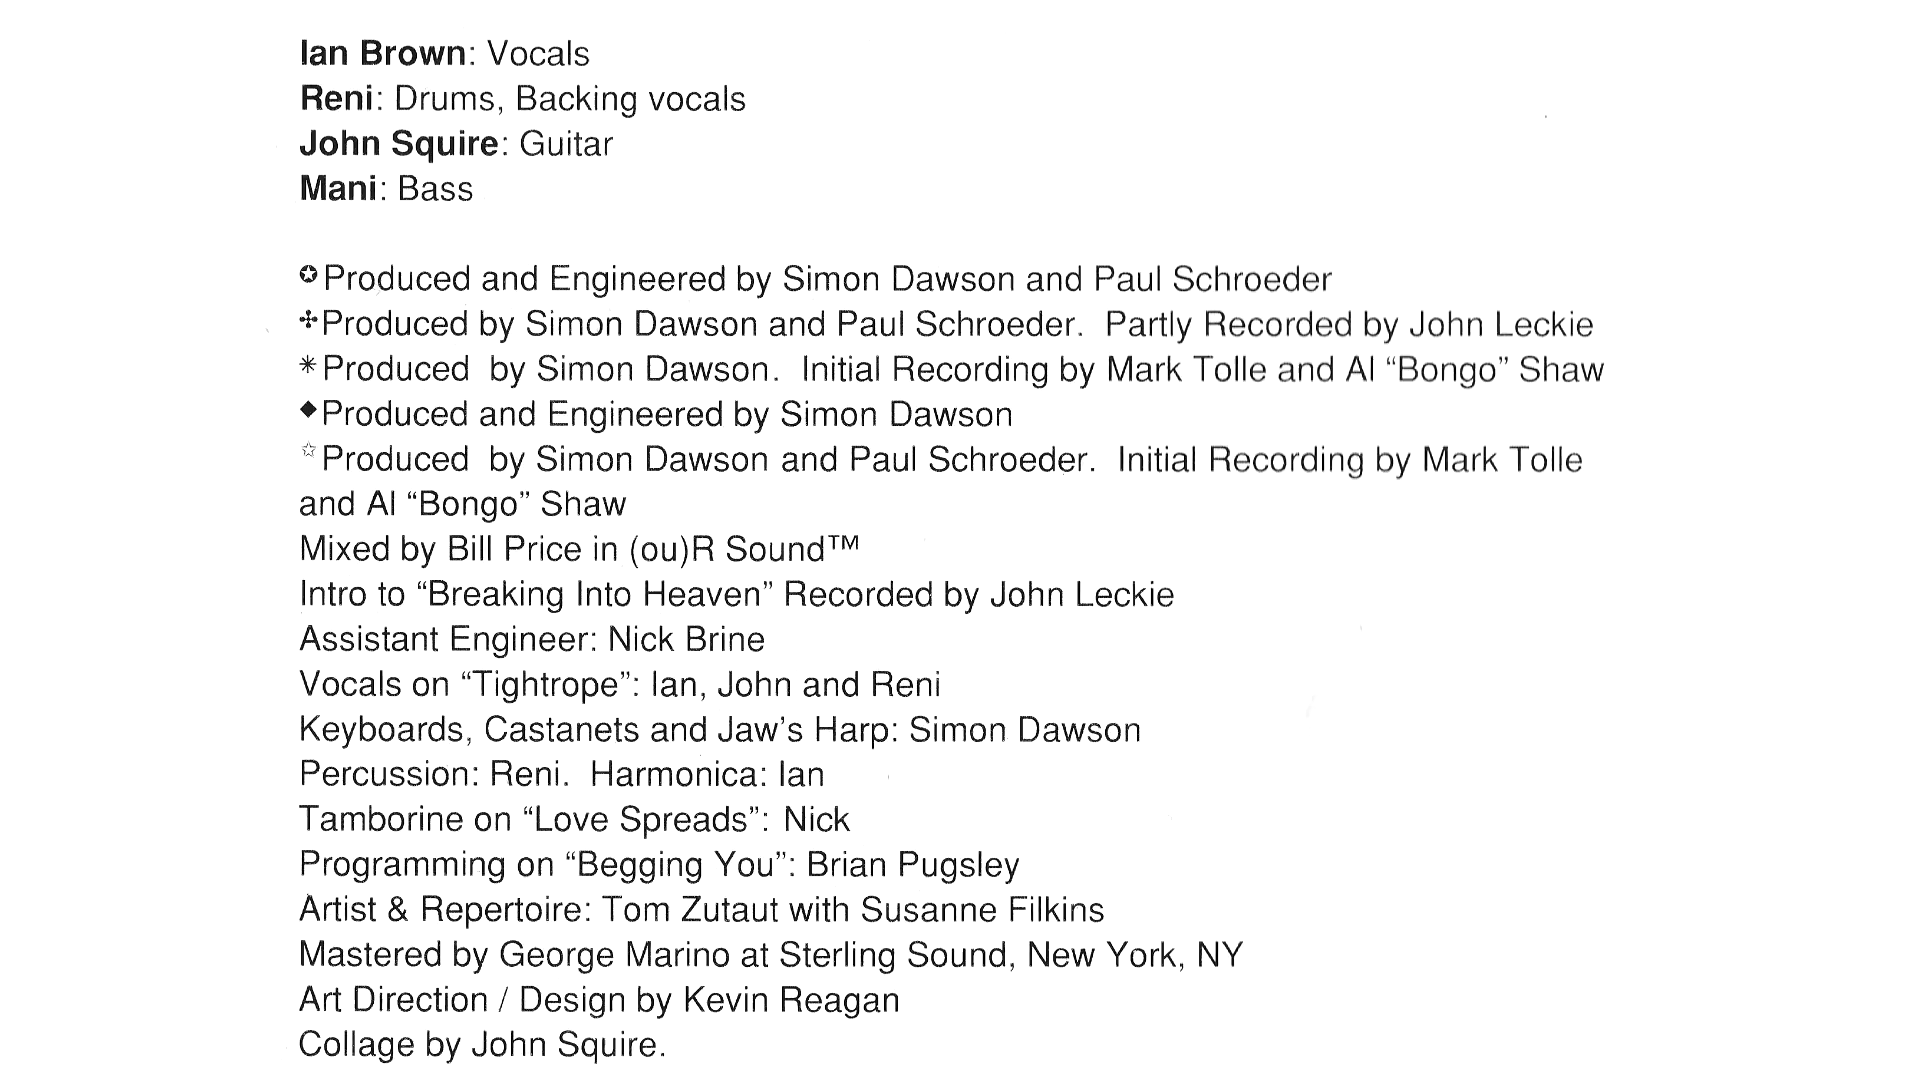 Ian Brown: Vocals
Reni: Drums, Backing vocals
John Squire: Guitar
Mani: Bass
✪Produced and Engineered by Simon Dawson and Paul Schroeder
✣Produced by Simon Dawson and Paul Schroeder.  Partly Recorded by John Leckie
✳Produced  by Simon Dawson.  Initial Recording by Mark Tolle and Al “Bongo” Shaw
◆Produced and Engineered by Simon Dawson
✩Produced  by Simon Dawson and Paul Schroeder.  Initial Recording by Mark Tolle
and Al “Bongo” Shaw
Mixed by Bill Price in (ou)R Sound™
Intro to “Breaking Into Heaven” Recorded by John Leckie
Assistant Engineer: Nick Brine
Vocals on “Tightrope”: Ian, John and Reni
Keyboards, Castanets and Jaw’s Harp: Simon Dawson
Percussion: Reni.  Harmonica: Ian
Tamborine on “Love Spreads”: Nick
Programming on “Begging You”: Brian Pugsley
Artist & Repertoire: Tom Zutaut with Susanne Filkins
Mastered by George Marino at Sterling Sound, New York, NY
Art Direction / Design by Kevin Reagan
Collage by John Squire.